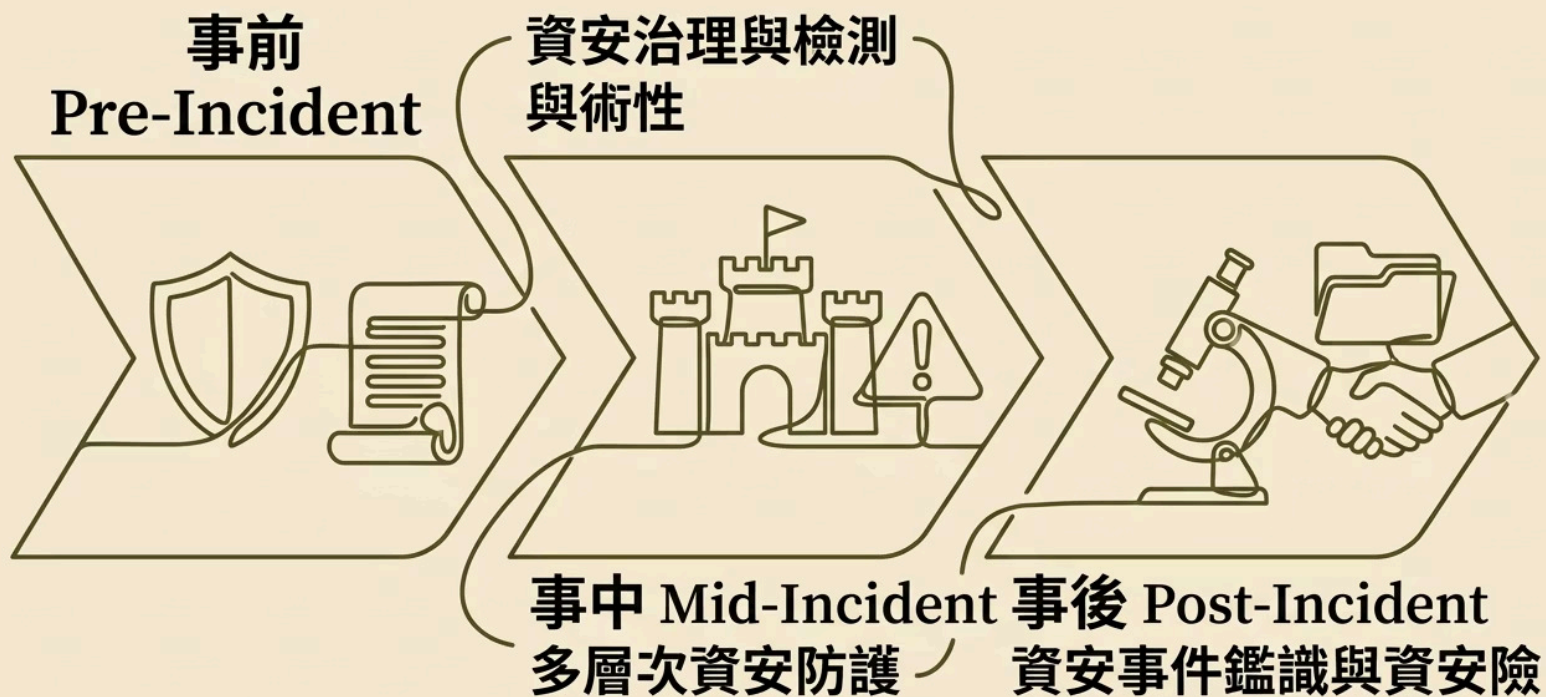 事前
Pre-Incident
資安治理與檢測
與術性
事中 Mid-Incident
多層次資安防護
事後 Post-Incident
資安事件鑑識與資安險